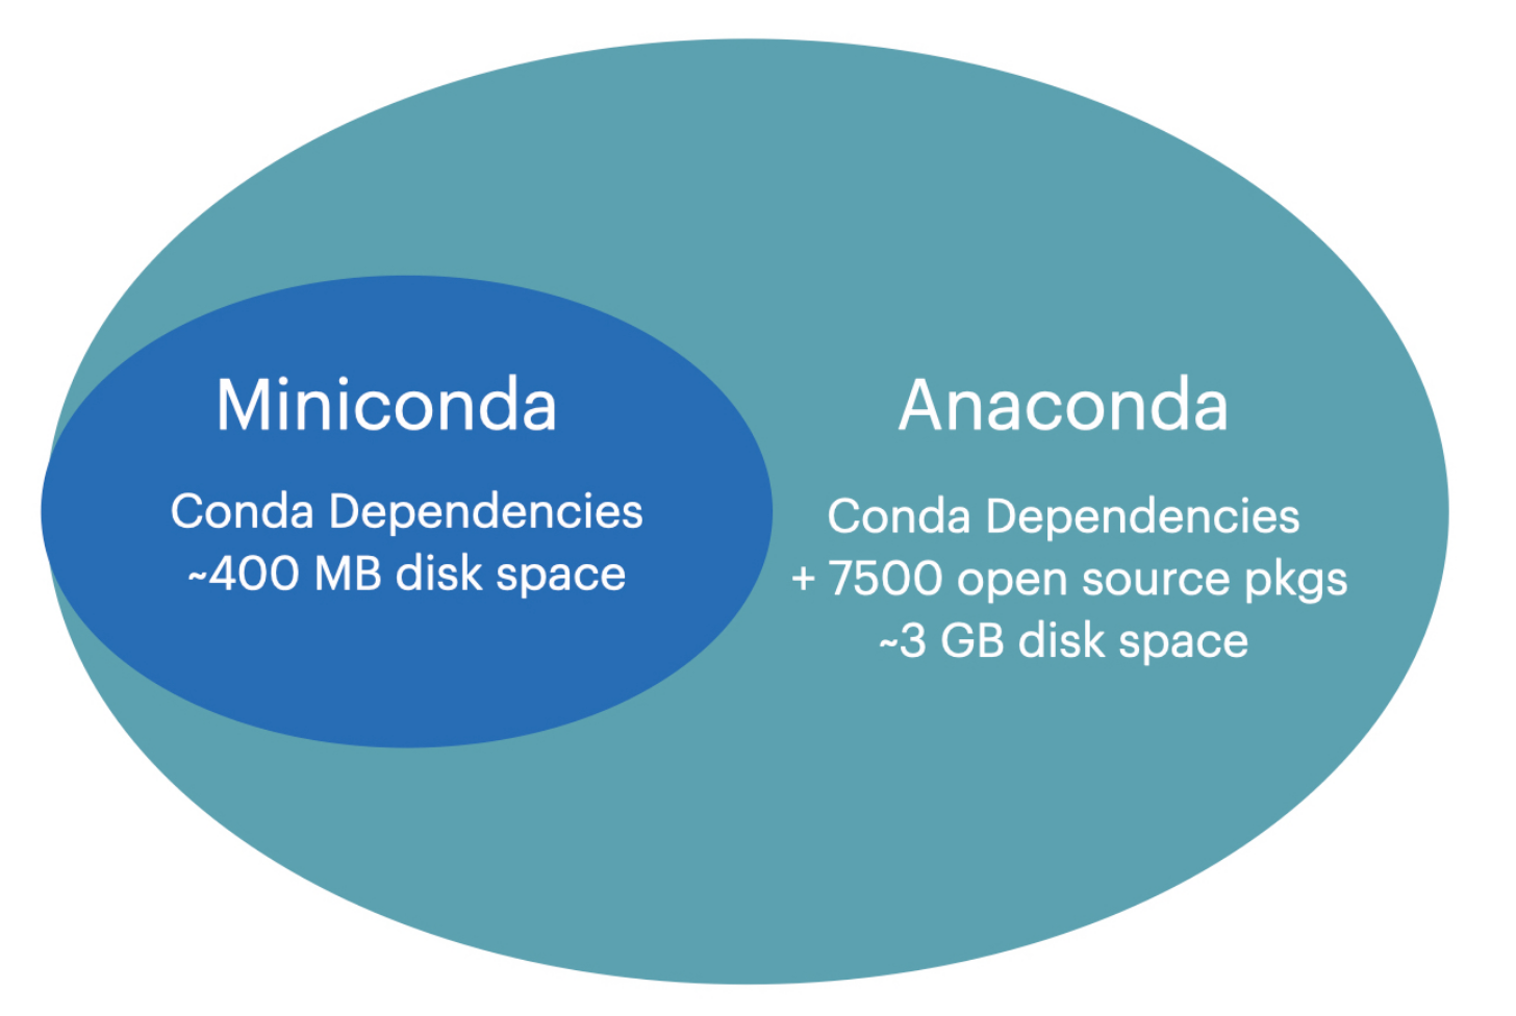 Miniconda
Conda Dependencies
~400 MB disk space
Anaconda
Conda Dependencies
+ 7500 open source pkgs
~3 GB disk space